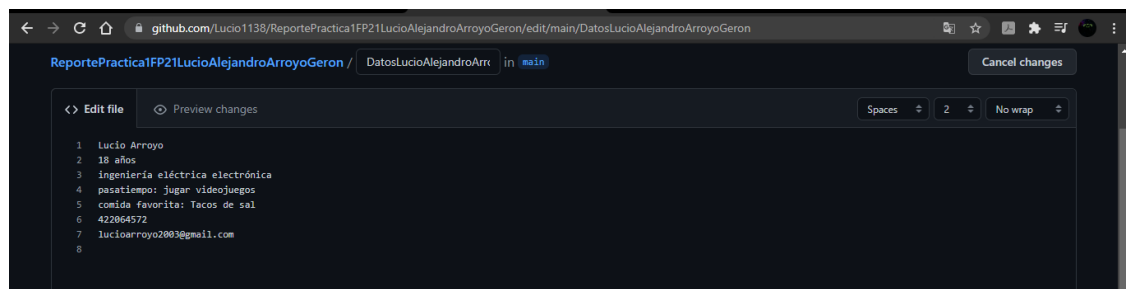 github.com/Lucio1138/ReportePractica1FP21LucioAlejandroArroyoGeron/edit/main/DatosLucioAlejandroArroyoGeron
ReportePractica1FP21LucioAlejandroArroyoGeron / DatosLucioAlejandroArrc in main Cancel changes
<> Edit file Preview changes Spaces 2 No wrap
1 Lucio Arroyo
2 18 años
3 ingeniería eléctrica electrónica
4 pasatiempo: jugar videojuegos
5 comida favorita: Tacos de sal
6 422064572
7 lucioarroyo2003@gmail.com
8